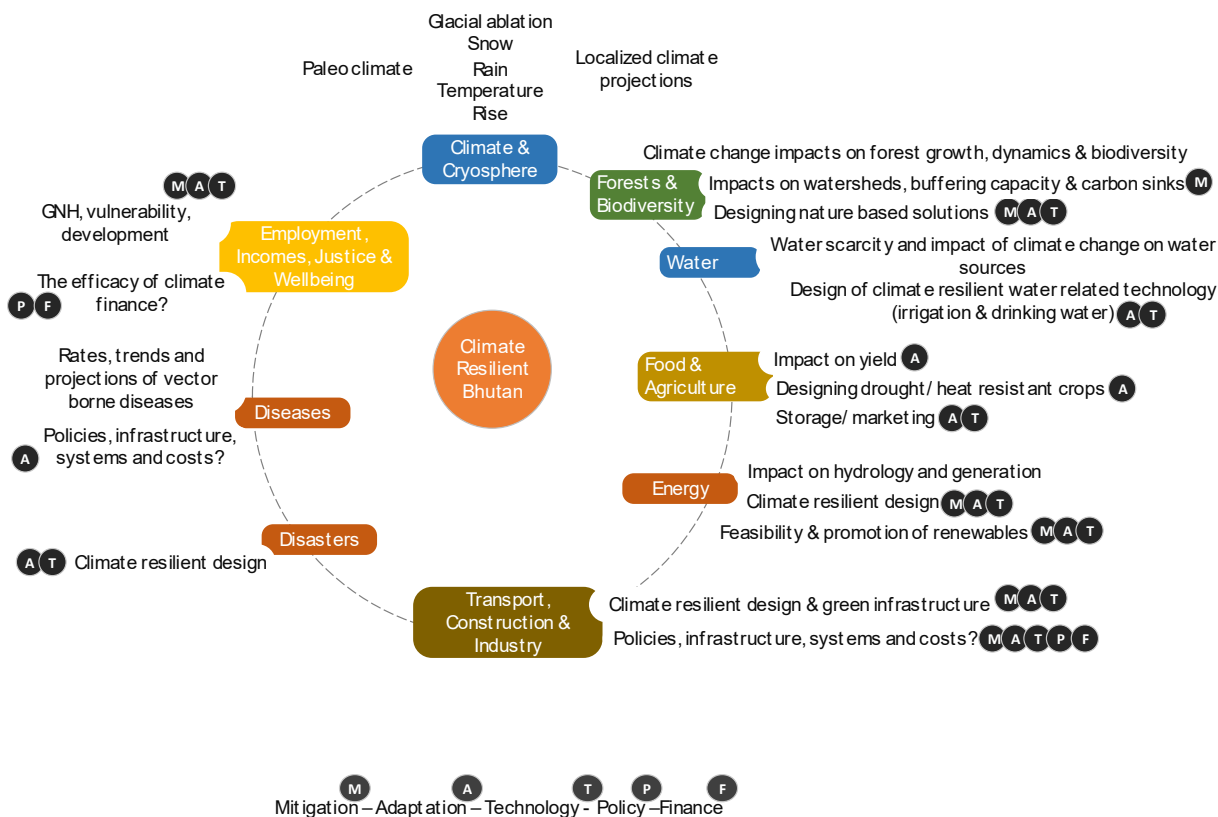 Glacial ablation
Snow
Rain
Temperature
Rise
Paleo climate
Localized climate
projections
Climate &
Cryosphere
Climate change impacts on forest growth, dynamics & biodiversity
Forests &
Biodiversity
Impacts on watersheds, buffering capacity & carbon sinks M
Designing nature based solutions M A T
Water
Water scarcity and impact of climate change on water
sources
Design of climate resilient water related technology
(irrigation & drinking water) A T
Food &
Agriculture
Impact on yield A
Designing drought/ heat resistant crops A
Storage/ marketing A T
Energy
Impact on hydrology and generation
Climate resilient design M A T
Feasibility & promotion of renewables M A T
Transport,
Construction &
Industry
Climate resilient design & green infrastructure M A T
Policies, infrastructure, systems and costs? M A T P F
Disasters
A T Climate resilient design
Diseases
Rates, trends and
projections of vector
borne diseases
Policies, infrastructure,
A systems and costs?
Employment,
Incomes, Justice &
Wellbeing
M A T
GNH, vulnerability,
development
The efficacy of climate
P F finance?
Climate
Resilient
Bhutan
M A T P F
Mitigation – Adaptation – Technology - Policy – Finance